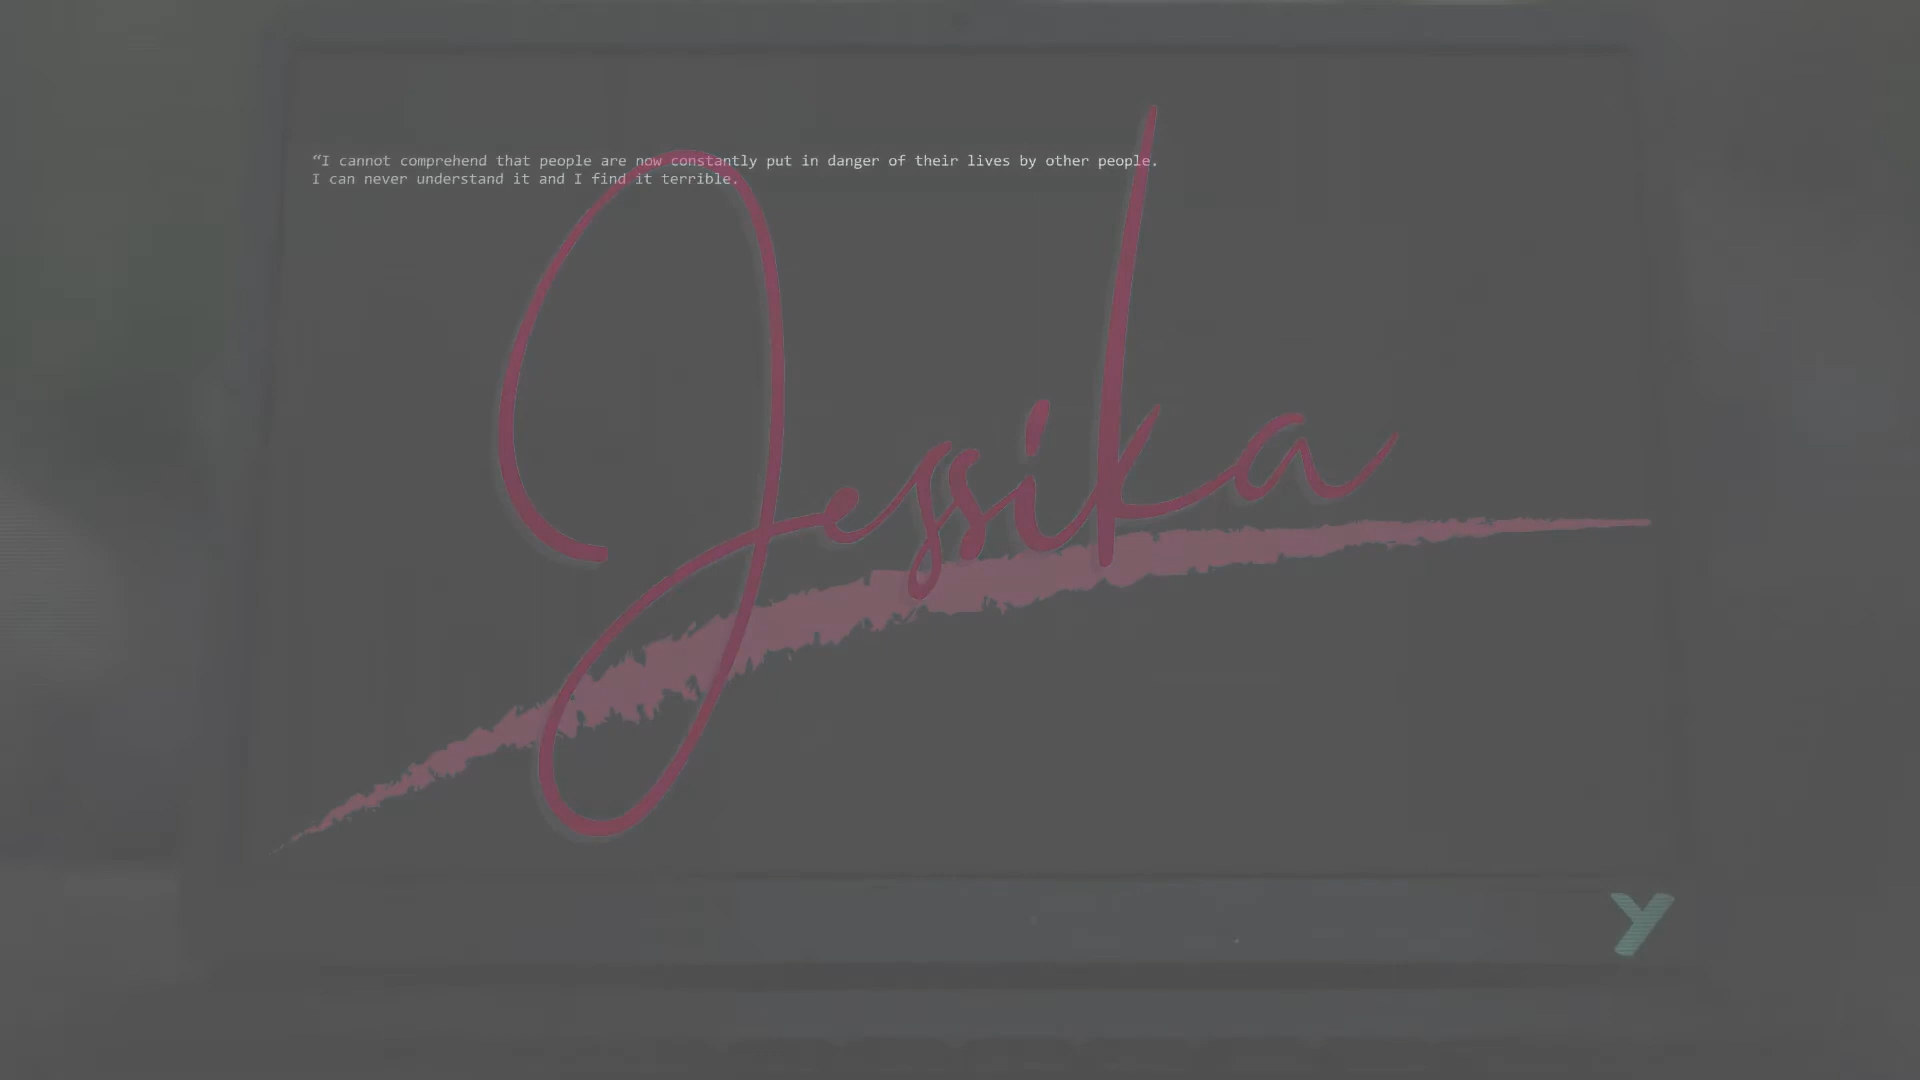 “I cannot comprehend that people are now constantly put in danger of their lives by other people.
I can never understand it and I find it terrible.
Jessika
Y